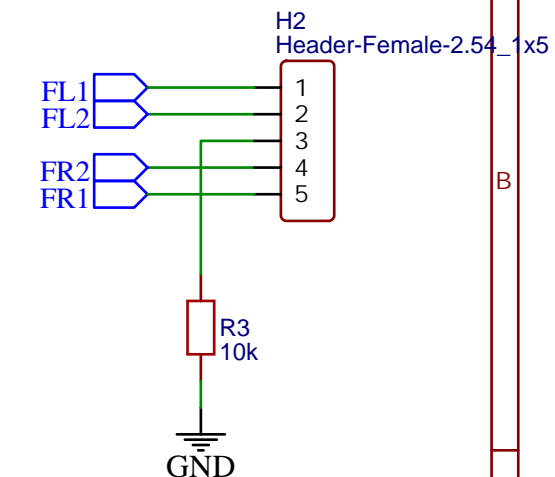 H2
Header-Female-2.54_1x5
FL1
1
FL2
2
3
FR2
4
FR1
5
B
R3
10k
GND